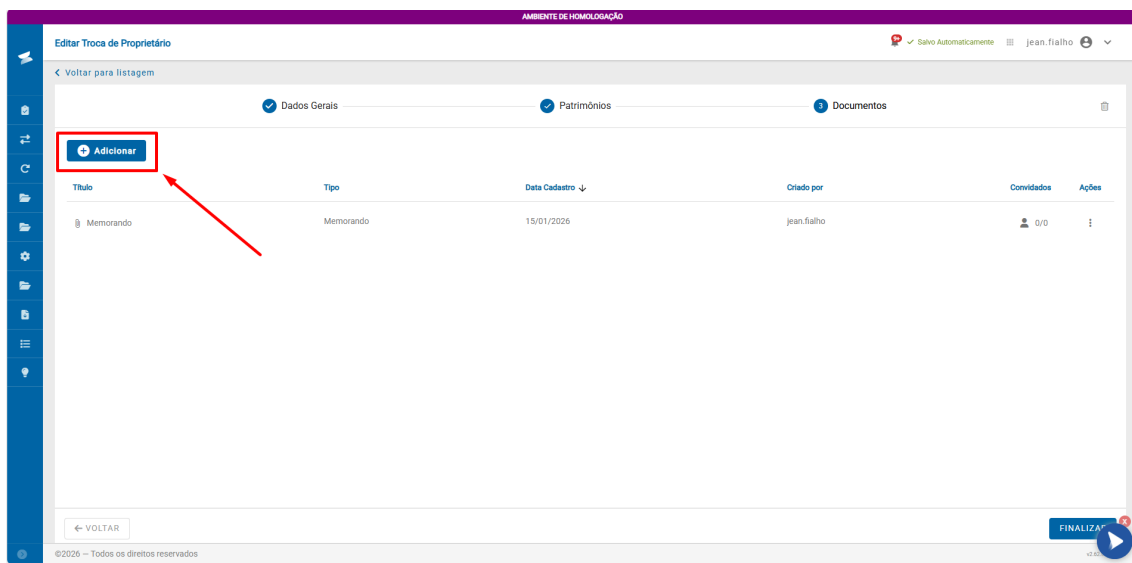 AMBIENTE DE HOMOLOGAÇÃO
Editar Troca de Proprietário
9+ Salvo Automaticamente jean.fialho
Voltar para listagem
Dados Gerais Patrimônios 3 Documentos
Adicionar
Título Tipo Data Cadastro Criado por Convidados Ações
Memorando Memorando 15/01/2026 jean.fialho 0/0
VOLTAR FINALIZAR
X
©2026 — Todos os direitos reservados